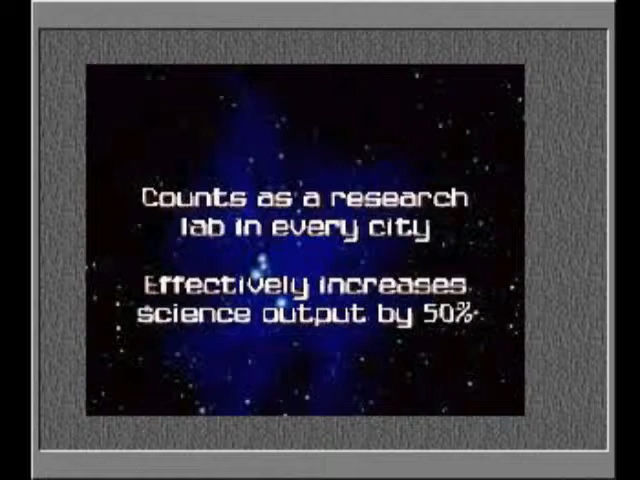 Counts as a research
lab in every city
Effectively increases
science output by 50%